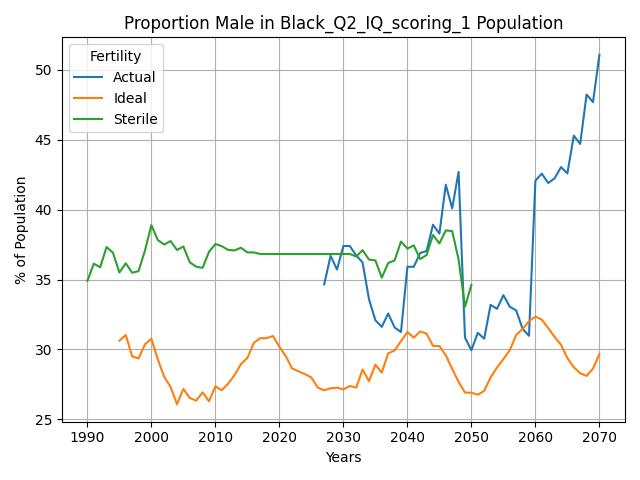 Proportion Male in Black_Q2_IQ_scoring_1 Population
Fertility
Actual
Ideal
Sterile
% of Population
50
45
40
35
30
25
1990 2000 2010 2020 2030 2040 2050 2060 2070
Years